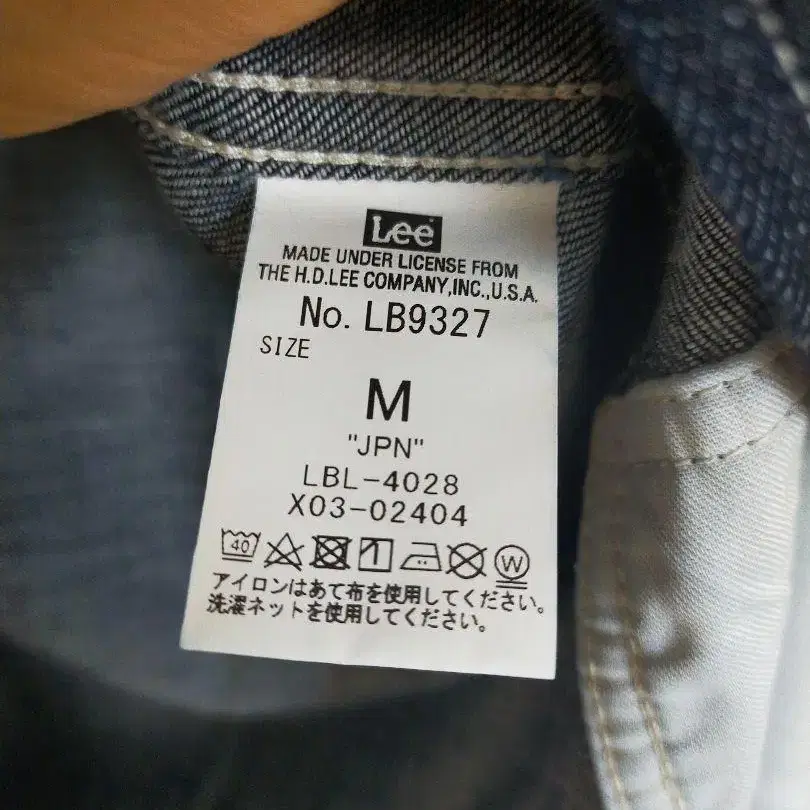 Lee
MADE UNDER LICENSE FROM
THE H.D.LEE COMPANY,INC.,U.S.A.
No. LB9327
SIZE
M
"JPN"
LBL-4028
X03-02404
40 W
アイロンはあて布を使用してください。
洗濯ネットを使用してください。